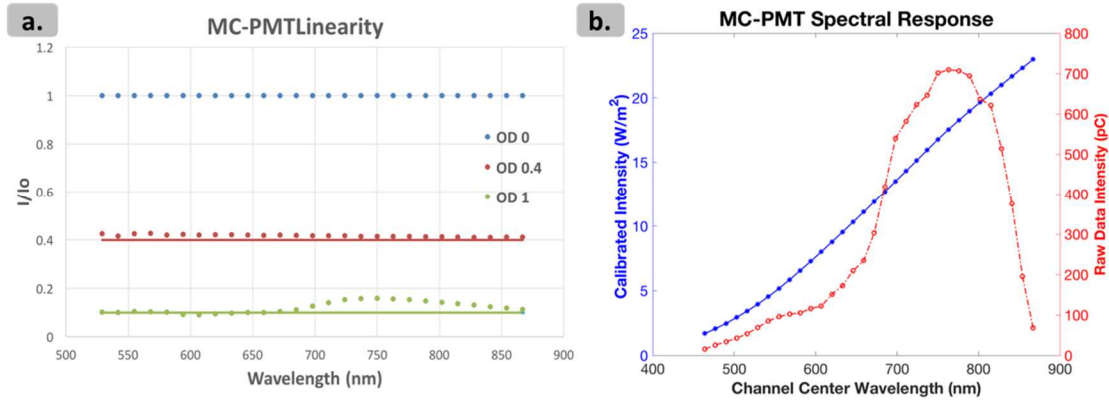 a.
MC-PMTLinearity
1.2
1
0.8
0.6
0.4
0.2
0
I/Io
OD 0
OD 0.4
OD 1
500 550 600 650 700 750 800 850 900
Wavelength (nm)
b.
MC-PMT Spectral Response
25
20
15
10
5
0
Calibrated Intensity (W/m²)
800
700
600
500
400
300
200
100
0
Raw Data Intensity (pC)
400 500 600 700 800 900
Channel Center Wavelength (nm)